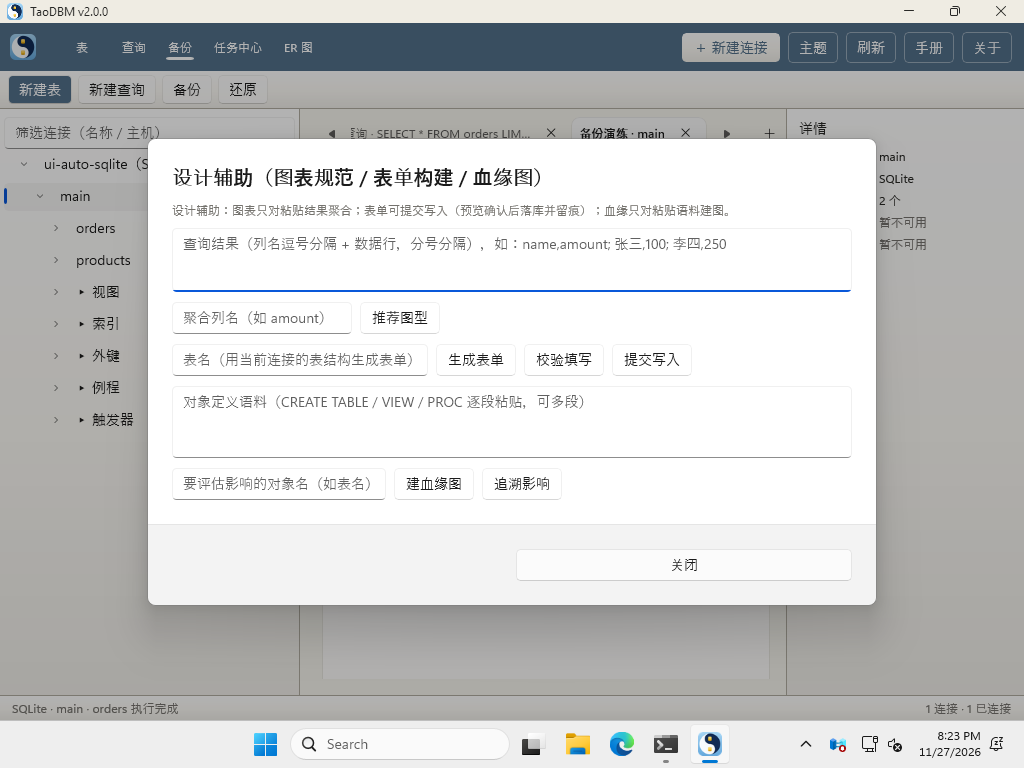 TaoDBM v2.0.0
表 查询 备份 任务中心 ER 图 + 新建连接 主题 刷新 手册 关于
新建表 新建查询 备份 还原
筛选连接（名称 / 主机）
询 · SELECT * FROM orders LIM... 备份演练 · main
详情
ui-auto-sqlite（S
main
orders
products
视图
索引
外键
例程
触发器
main
SQLite
2 个
暂不可用
暂不可用
设计辅助（图表规范 / 表单构建 / 血缘图）
设计辅助：图表只对粘贴结果聚合；表单可提交写入（预览确认后落库并留痕）；血缘只对粘贴语料建图。
查询结果（列名逗号分隔 + 数据行，分号分隔），如：name,amount; 张三,100; 李四,250
聚合列名（如 amount） 推荐图型
表名（用当前连接的表结构生成表单） 生成表单 校验填写 提交写入
对象定义语料（CREATE TABLE / VIEW / PROC 逐段粘贴，可多段）
要评估影响的对象名（如表名） 建血缘图 追溯影响
关闭
SQLite · main · orders 执行完成
1 连接 · 1 已连接
Search
8:23 PM
11/27/2026